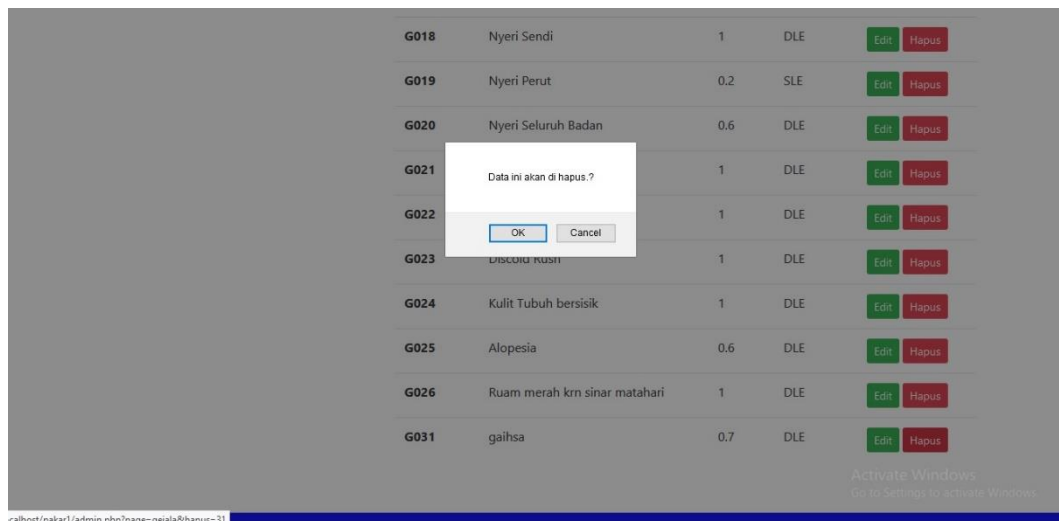 G018 Nyeri Sendi 1 DLE Edit Hapus
G019 Nyeri Perut 0.2 SLE Edit Hapus
G020 Nyeri Seluruh Badan 0.6 DLE Edit Hapus
G021 1 DLE Edit Hapus
Data ini akan di hapus.?
G022 1 DLE Edit Hapus
OK Cancel
G023 Discoid Rush 1 DLE Edit Hapus
G024 Kulit Tubuh bersisik 1 DLE Edit Hapus
G025 Alopesia 0.6 DLE Edit Hapus
G026 Ruam merah krn sinar matahari 1 DLE Edit Hapus
G031 gaihsa 0.7 DLE Edit Hapus
Activate Windows
Go to Settings to activate Windows.
calhost/pakar1/admin.php?page=gejala&hapus=31